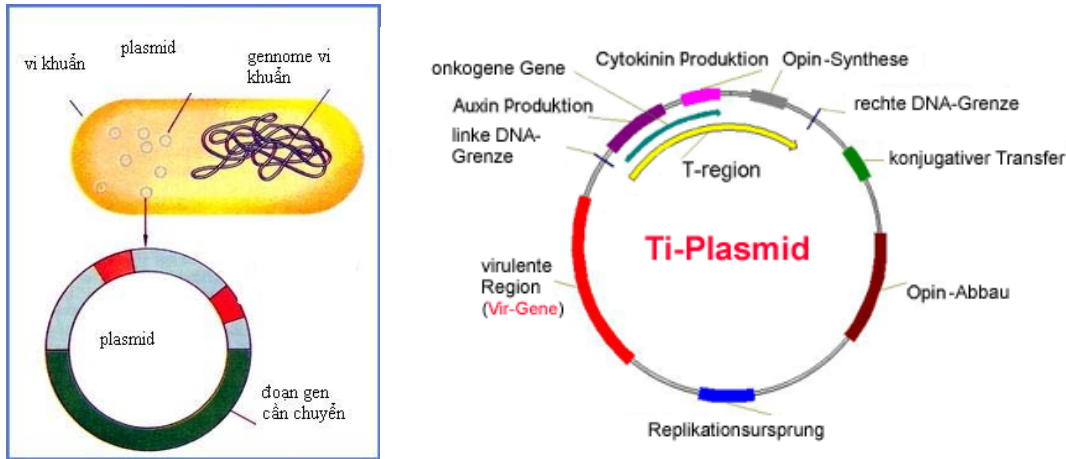 plasmid
vi khuẩn
gennome vi
khuẩn
plasmid
đoạn gen
cần chuyển
Cytokinin Produktion
Opin-Synthese
onkogene Gene
Auxin Produktion
rechte DNA-Grenze
linke DNA-
Grenze
T-region
konjugativer Transfer
Ti-Plasmid
virulente
Region
(Vir-Gene)
Opin-Abbau
Replikationsursprung